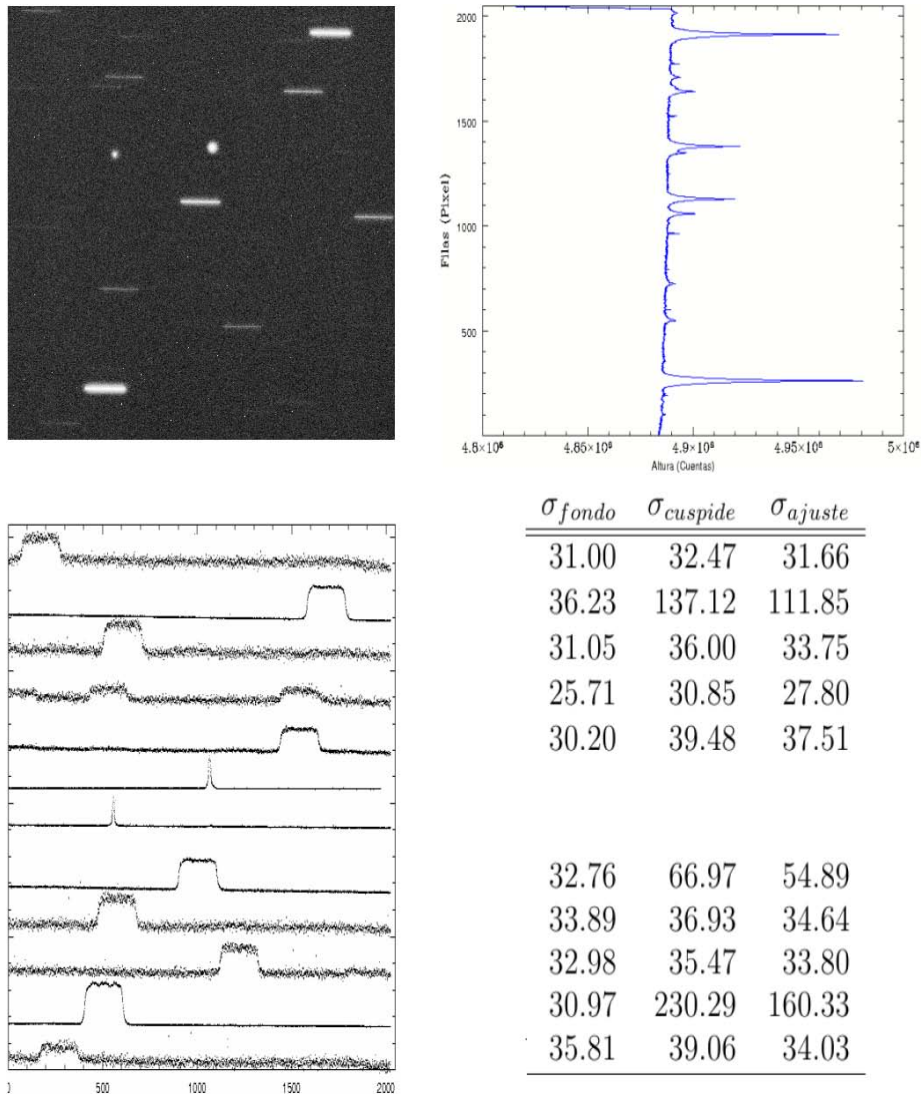 2000
1500
1000
500
Filas (Pixel)
4.8×10⁶
4.85×10⁶
4.9×10⁶
4.95×10⁶
5×10⁶
Altura (Cuentas)
σ_fondo σ_cuspide σ_ajuste
31.00 32.47 31.66
36.23 137.12 111.85
31.05 36.00 33.75
25.71 30.85 27.80
30.20 39.48 37.51
32.76 66.97 54.89
33.89 36.93 34.64
32.98 35.47 33.80
30.97 230.29 160.33
35.81 39.06 34.03
500 1000 1500 2000